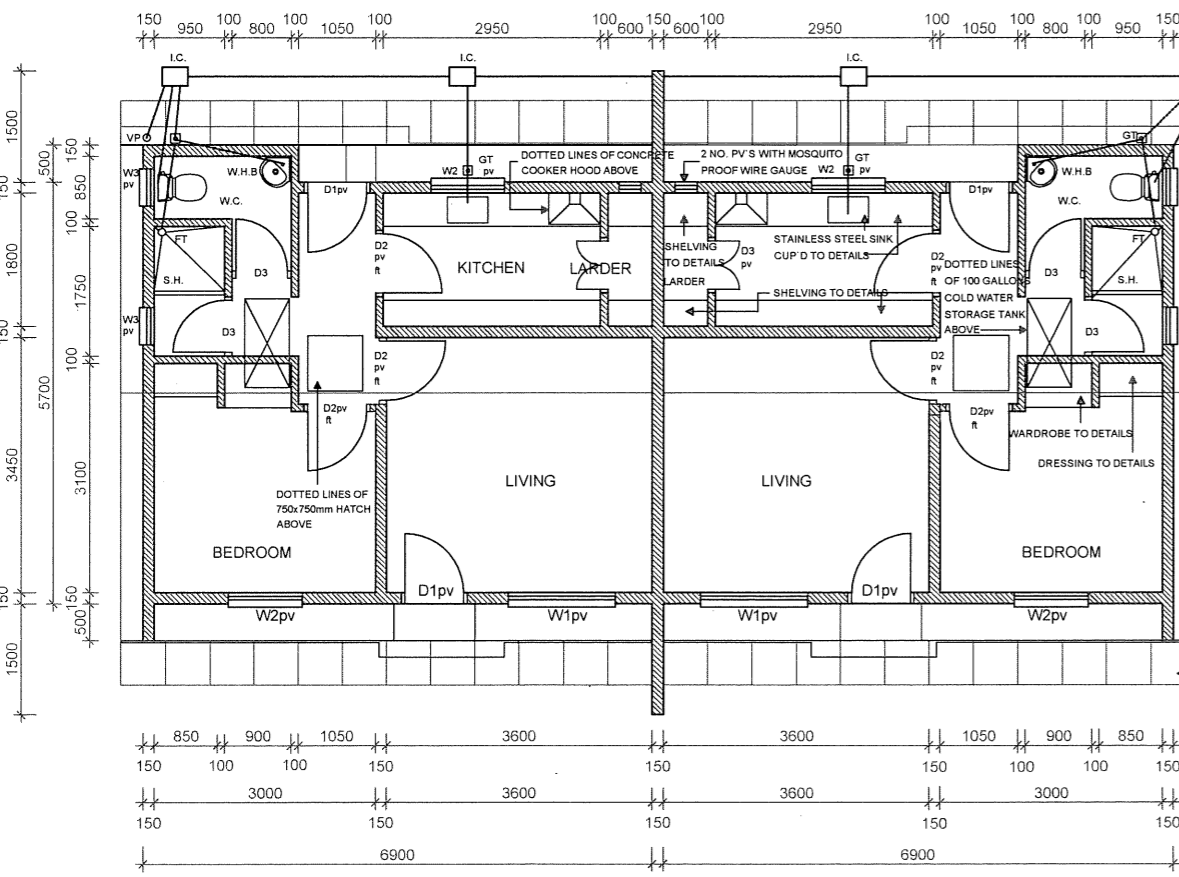 150 950 100 800 100 1050 100 2950 100 600 150 600 100 2950 100 1050 100 800 100 950 150
I.C. I.C. I.C.
1500
500
150
VP
GT
W3
pv
W.H.B
W.C.
D1pv
W2
GT
pv
DOTTED LINES OF CONCRETE
COOKER HOOD ABOVE
2 NO. PV'S WITH MOSQUITO
PROOF WIRE GAUGE
GT
pv
W2
D1pv
W.H.B
W.C.
150
850
100
FT
S.H.
D3
D2
pv
ft
KITCHEN
LARDER
SHELVING
TO DETAILS
LARDER
D3
pv
STAINLESS STEEL SINK
CUP'D TO DETAILS
SHELVING TO DETAILS
D2
pv
ft
DOTTED LINES
OF 100 GALLONS
COLD WATER
STORAGE TANK
ABOVE
D3
FT
S.H.
1800
1750
W3
pv
D3
D3
150
100
D2
pv
ft
D2
pv
ft
5700
D2pv
ft
D2pv
ft
WARDROBE TO DETAILS
DRESSING TO DETAILS
3450
3100
LIVING
LIVING
DOTTED LINES OF
750x750mm HATCH
ABOVE
BEDROOM
BEDROOM
D1pv
D1pv
150
150
500
W2pv
W1pv
W1pv
W2pv
1500
850 900 1050 3600 3600 1050 900 850
150 100 100 150 150 150 100 100 150
3000 3600 3600 3000
150 150 150 150 150
6900 6900